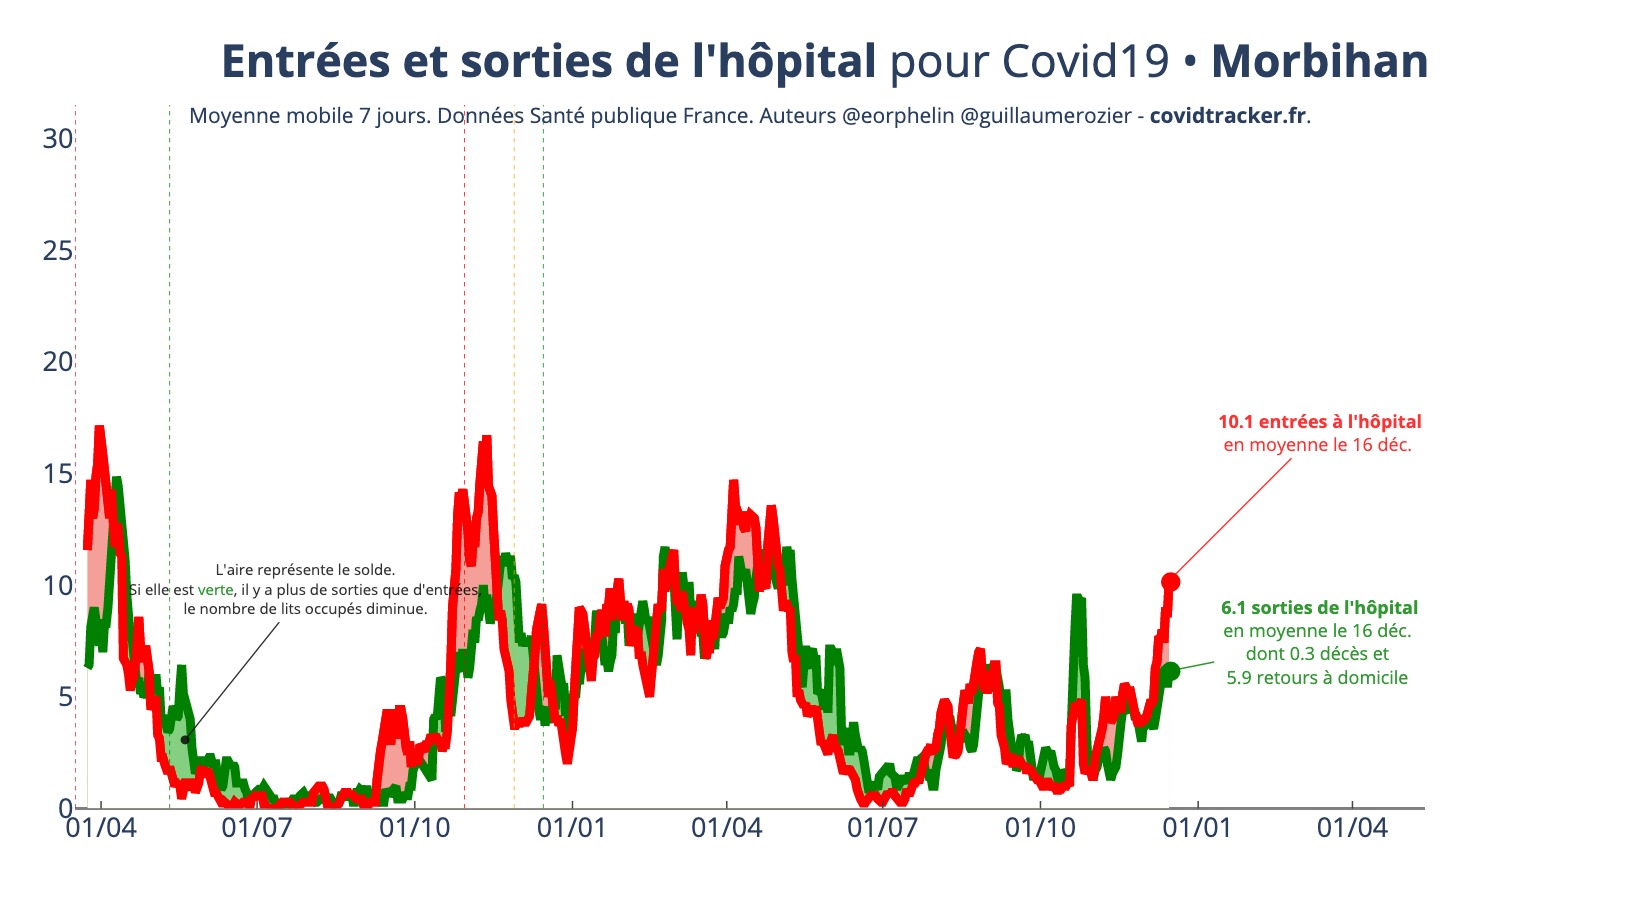 Entrées et sorties de l'hôpital pour Covid19 • Morbihan
Moyenne mobile 7 jours. Données Santé publique France. Auteurs @eorphelin @guillaumerozier - covidtracker.fr.
30
25
20
15
10
5
0
10.1 entrées à l'hôpital
en moyenne le 16 déc.
L'aire représente le solde.
Si elle est verte, il y a plus de sorties que d'entrées,
le nombre de lits occupés diminue.
6.1 sorties de l'hôpital
en moyenne le 16 déc.
dont 0.3 décès et
5.9 retours à domicile
01/04 01/07 01/10 01/01 01/04 01/07 01/10 01/01 01/04